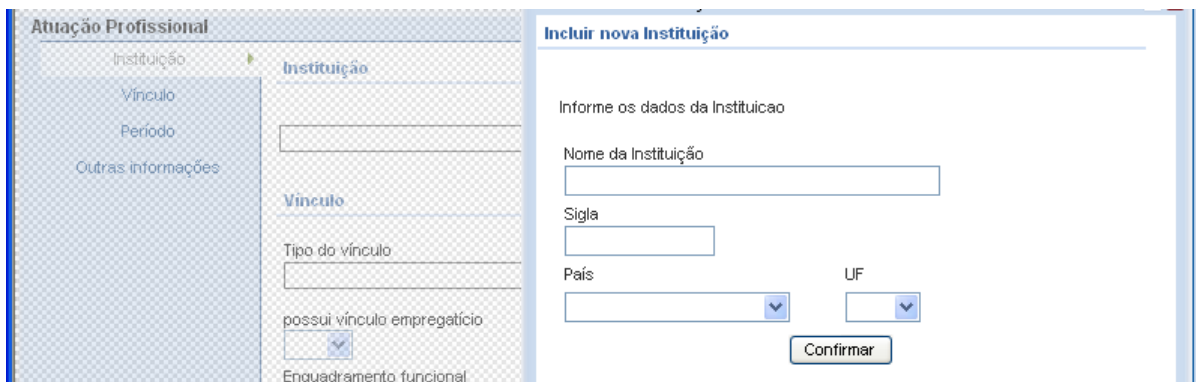 Atuação Profissional
Instituição
Vínculo
Período
Outras informações
Instituição
Vínculo
Tipo do vínculo
possui vínculo empregatício
Enquadramento funcional
Incluir nova Instituição
Informe os dados da Instituicao
Nome da Instituição
Sigla
País UF
Confirmar